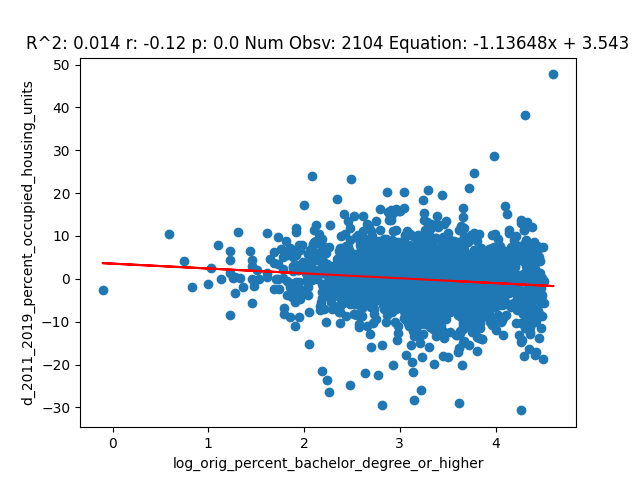 R^2: 0.014 r: -0.12 p: 0.0 Num Obsv: 2104 Equation: -1.13648x + 3.543
50
40
30
20
10
0
−10
−20
−30
d_2011_2019_percent_occupied_housing_units
0 1 2 3 4
log_orig_percent_bachelor_degree_or_higher